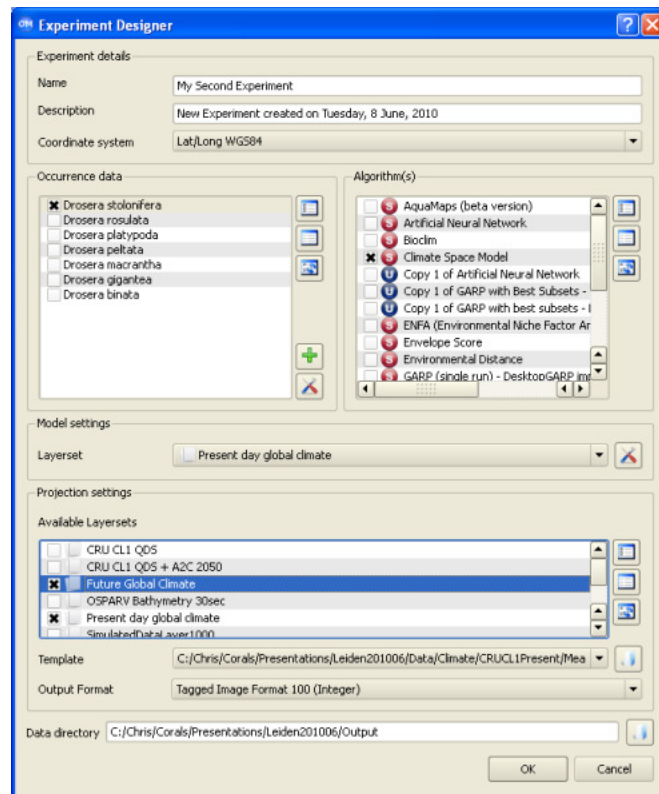 OM Experiment Designer
Experiment details
Name My Second Experiment
Description New Experiment created on Tuesday, 8 June, 2010
Coordinate system Lat/Long WGS84
Occurrence data
Drosera stolonifera
Drosera rosulata
Drosera platypoda
Drosera peltata
Drosera macrantha
Drosera gigantea
Drosera binata
Algorithm(s)
S AquaMaps (beta version)
S Artificial Neural Network
S Bioclim
S Climate Space Model
U Copy 1 of Artificial Neural Network
U Copy 1 of GARP with Best Subsets -
U Copy 1 of GARP with best subsets -
S ENFA (Environmental Niche Factor Ar
S Envelope Score
S Environmental Distance
S GARP (single run) - DesktopGARP
Model settings
Layerset Present day global climate
Projection settings
Available Layersets
CRU CL1 QDS
CRU CL1 QDS + A2C 2050
Future Global Climate
OSPARV Bathymetry 30sec
Present day global climate
SimulatedDataLayer1000
Template C:/Chris/Corals/Presentations/Leiden201006/Data/Climate/CRUCL1Present/Mea
Output Format Tagged Image Format 100 (Integer)
Data directory C:/Chris/Corals/Presentations/Leiden201006/Output
OK Cancel